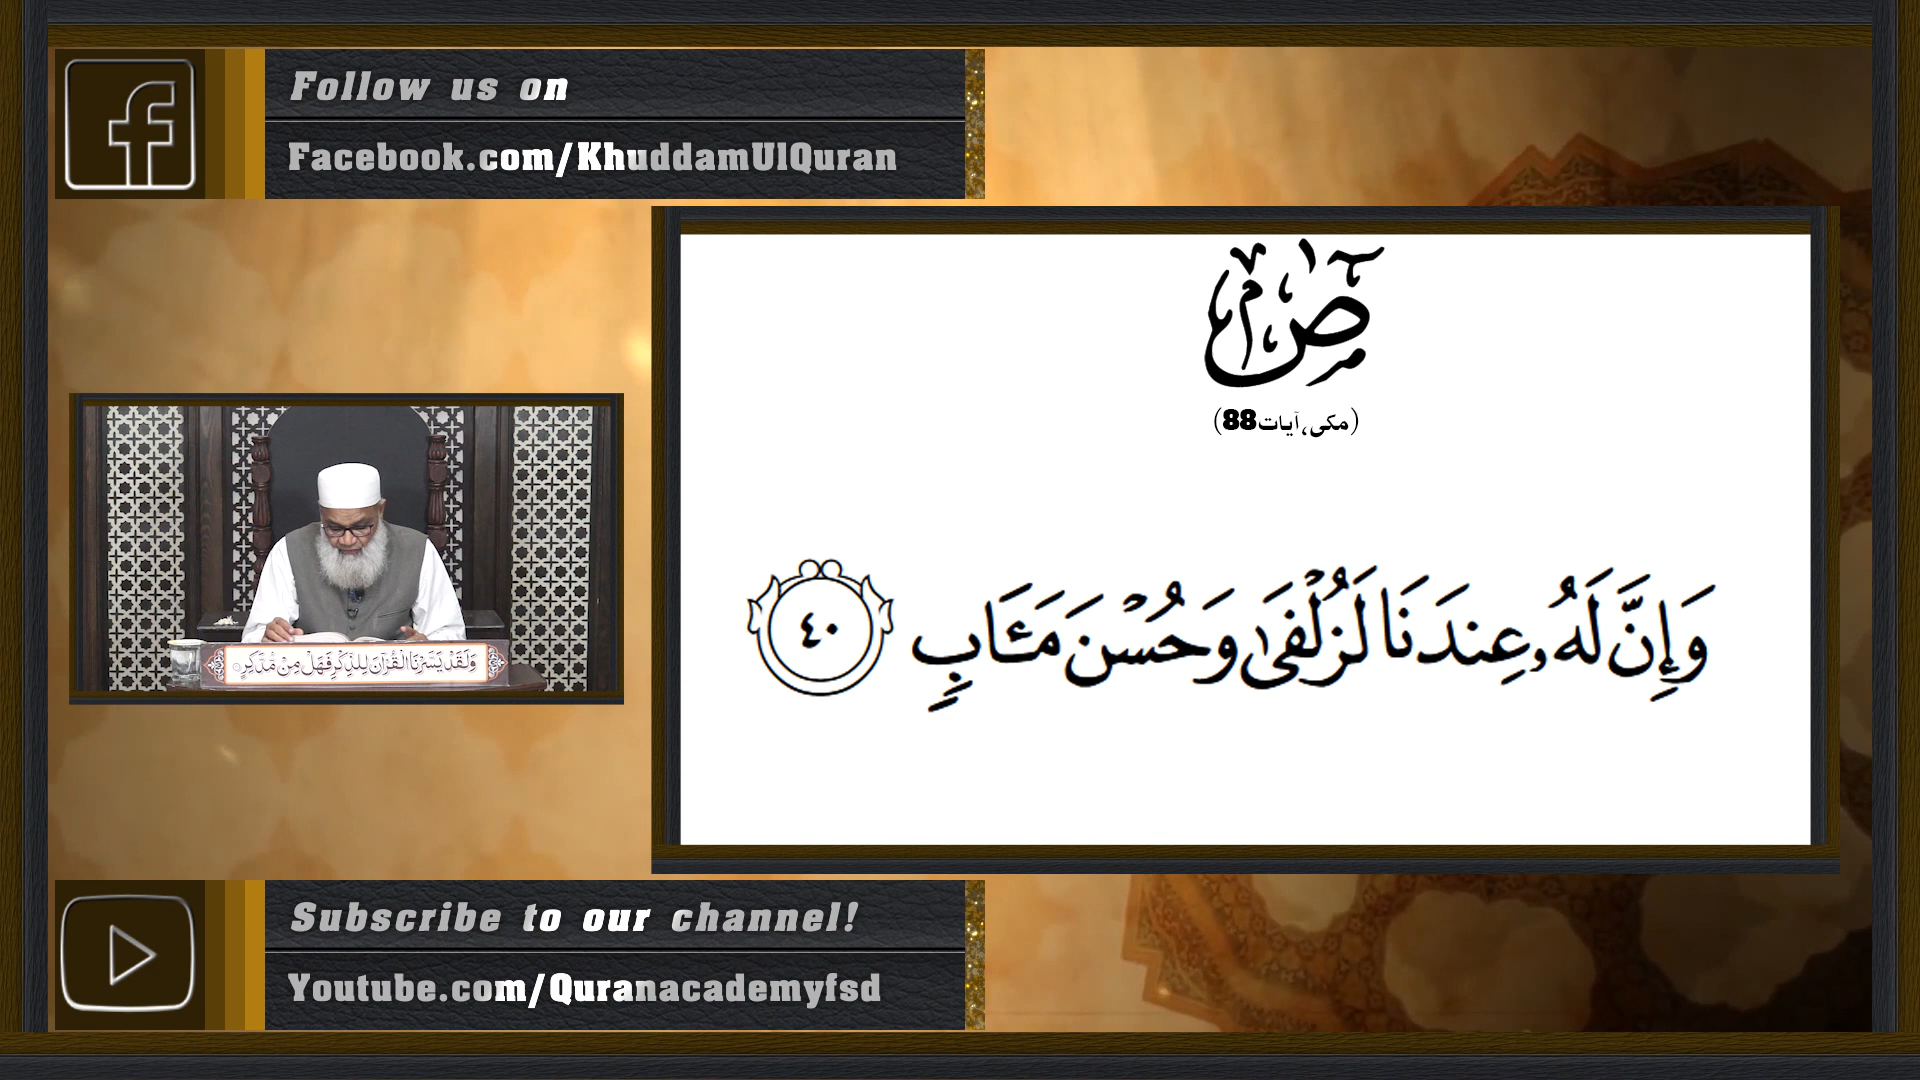 Follow us on
Facebook.com/KhuddamUlQuran
صٓ
(مکی، آیات 88)
وَإِنَّ لَهُۥ عِندَنَا لَزُلْفَىٰ وَحُسْنَ مَـَٔابٍ ٤٠
وَلَقَدْ يَسَّرْنَا الْقُرْآنَ لِلذِّكْرِ فَهَلْ مِنْ مُدَّكِرٍ
Subscribe to our channel!
Youtube.com/Quranacademyfsd